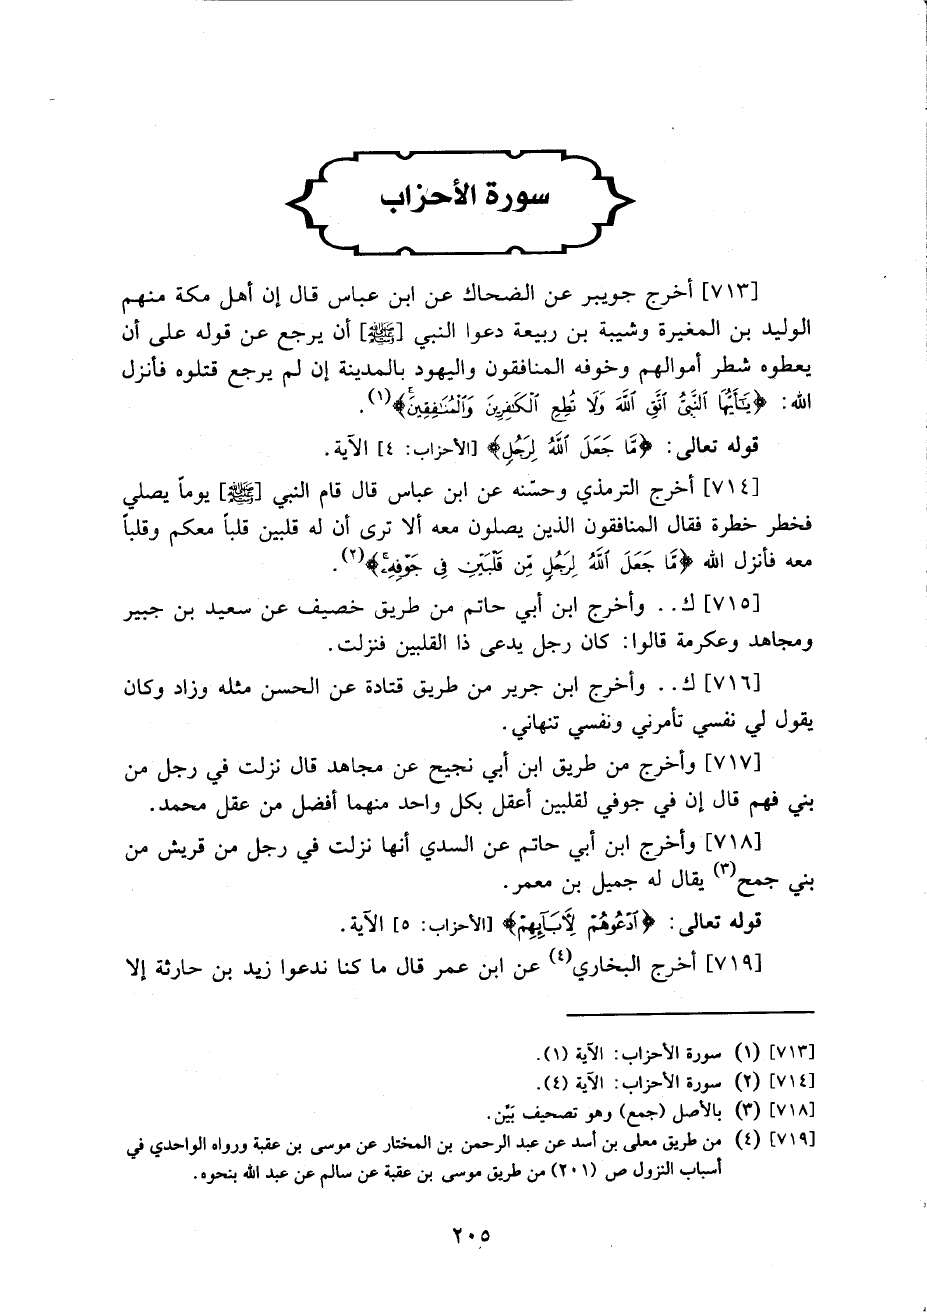 سورة الأحزاب
[٧١٣] أخرج جويبر عن الضحاك عن ابن عباس قال إن أهل مكة منهم
الوليد بن المغيرة وشيبة بن ربيعة دعوا النبي [ﷺ] أن يرجع عن قوله على أن
يعطوه شطر أموالهم وخوفه المنافقون واليهود بالمدينة إن لم يرجع قتلوه فأنزل
الله: ﴿يَـٰٓأَيُّهَا ٱلنَّبِىُّ ٱتَّقِ ٱللَّهَ وَلَا تُطِعِ ٱلْكَـٰفِرِينَ وَٱلْمُنَـٰفِقِينَۚ﴾(١).
قوله تعالى: ﴿مَّا جَعَلَ ٱللَّهُ لِرَجُلٍ﴾ [الأحزاب: ٤] الآية.
[٧١٤] أخرج الترمذي وحسّنه عن ابن عباس قال قام النبي [ﷺ] يوماً يصلي
فخطر خطرة فقال المنافقون الذين يصلون معه ألا ترى أن له قلبين قلباً معكم وقلباً
معه فأنزل الله ﴿مَّا جَعَلَ ٱللَّهُ لِرَجُلٍ مِّن قَلْبَيْنِ فِى جَوْفِهِۦۚ﴾(٢).
[٧١٥] ك.. وأخرج ابن أبي حاتم من طريق خصيف عن سعيد بن جبير
ومجاهد وعكرمة قالوا: كان رجل يدعى ذا القلبين فنزلت.
[٧١٦] ك.. وأخرج ابن جرير من طريق قتادة عن الحسن مثله وزاد وكان
يقول لي نفسي تأمرني ونفسي تنهاني.
[٧١٧] وأخرج من طريق ابن أبي نجيح عن مجاهد قال نزلت في رجل من
بني فهم قال إن في جوفي لقلبين أعقل بكل واحد منهما أفضل من عقل محمد.
[٧١٨] وأخرج ابن أبي حاتم عن السدي أنها نزلت في رجل من قريش من
بني جمح(٣) يقال له جميل بن معمر.
قوله تعالى: ﴿ٱدْعُوهُمْ لِأَبَآئِهِمْ﴾ [الأحزاب: ٥] الآية.
[٧١٩] أخرج البخاري(٤) عن ابن عمر قال ما كنا ندعوا زيد بن حارثة إلا
[٧١٣] (١) سورة الأحزاب: الآية (١).
[٧١٤] (٢) سورة الأحزاب: الآية (٤).
[٧١٨] (٣) بالأصل (جمع) وهو تصحيف بَيِّن.
[٧١٩] (٤) من طريق معلى بن أسد عن عبد الرحمن بن المختار عن موسى بن عقبة ورواه الواحدي في
أسباب النزول ص (٢٠١) من طريق موسى بن عقبة عن سالم عن عبد الله بنحوه.
٢٠٥